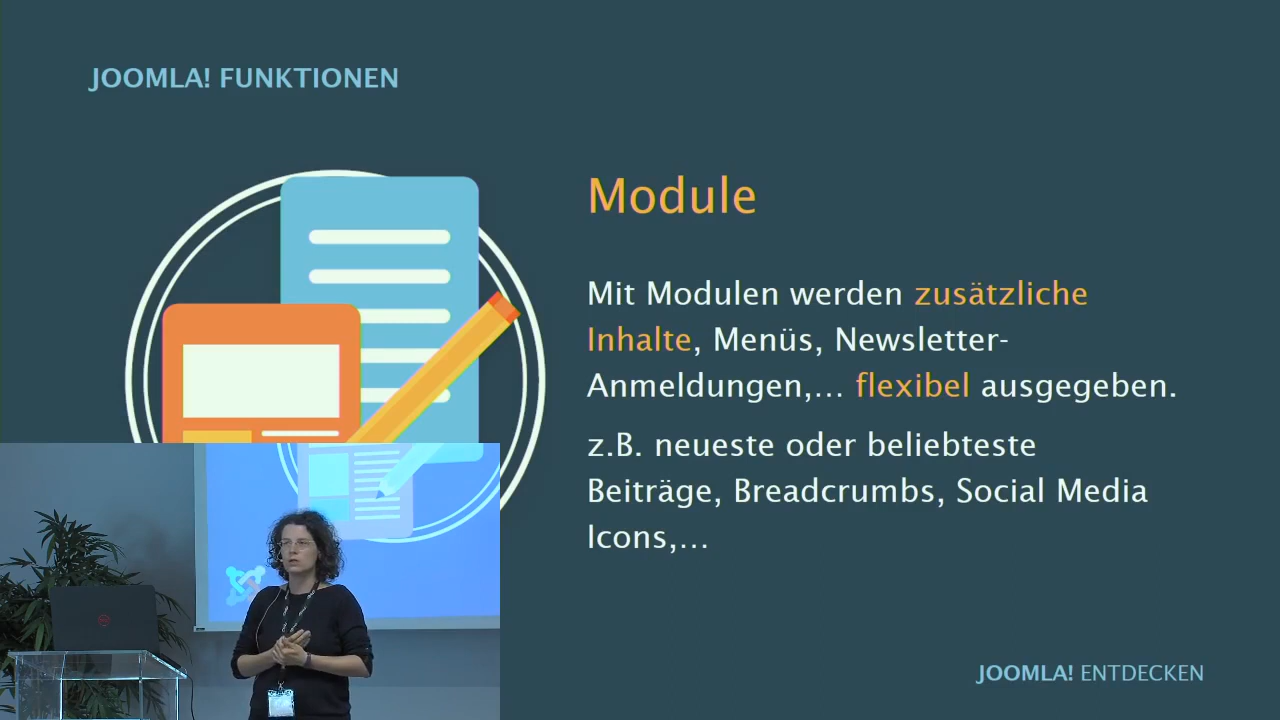 JOOMLA! FUNKTIONEN
Module
Mit Modulen werden zusätzliche
Inhalte, Menüs, Newsletter-
Anmeldungen,... flexibel ausgegeben.
z.B. neueste oder beliebteste
Beiträge, Breadcrumbs, Social Media
Icons,...
JOOMLA! ENTDECKEN